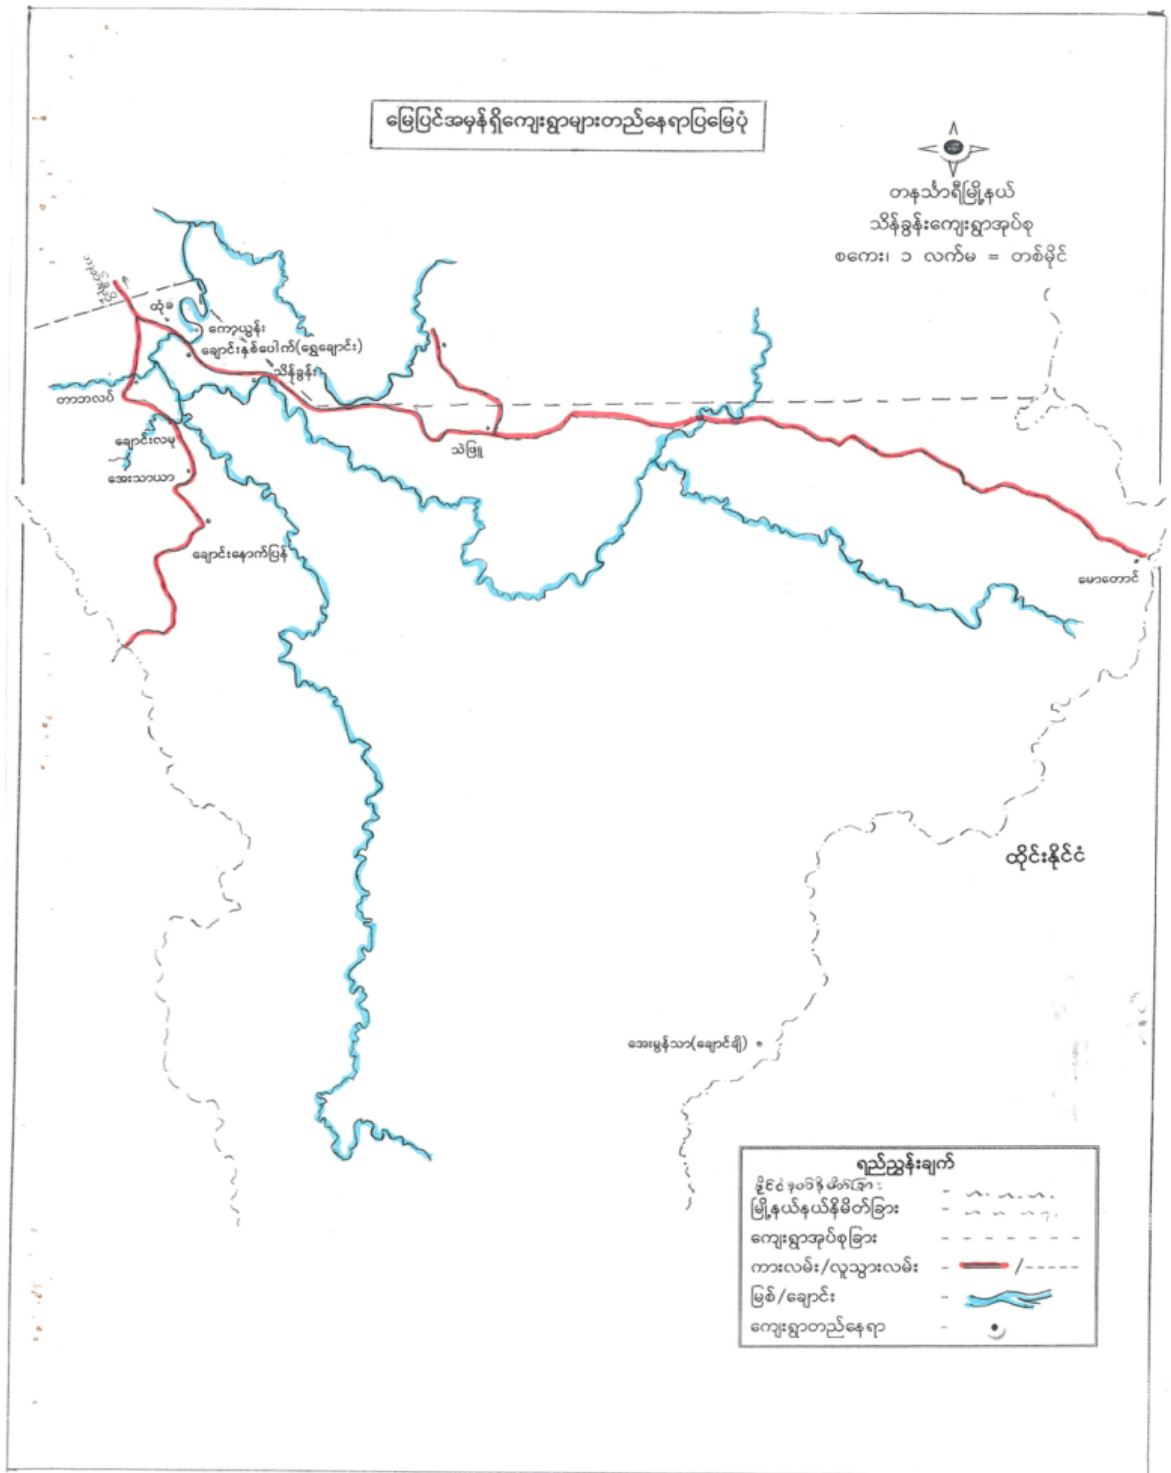 မြေပြင်အမှန်ရှိကျေးရွာများတည်နေရာပြမြေပုံ
တနင်္သာရီမြို့နယ်
သိန်ခွန်းကျေးရွာအုပ်စု
စကေး၊ ၁ လက်မ = တစ်မိုင်
ထုံခ
ကော့ယွန်း
ချောင်းနှစ်ပေါက်(ရွှေချောင်း)
သိန်ခွန်း
တာဘလပ်
ချောင်းလမု
သဲဖြူ
အေးသာယာ
ချောင်းနောက်ပြန်
မောတောင်
ထိုင်းနိုင်ငံ
အေးမွန်သာ(ချောင်ချို)
ရည်ညွှန်းချက်
မြို့နယ်နယ်နိမိတ်ခြား -
ကျေးရွာအုပ်စုခြား -
ကားလမ်း/လူသွားလမ်း - /
မြစ်/ချောင်း -
ကျေးရွာတည်နေရာ -